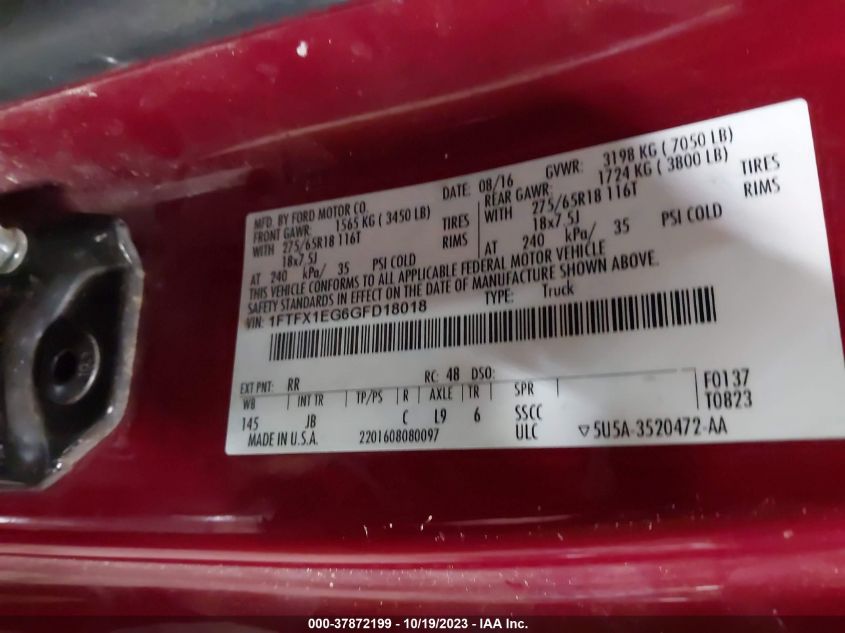 MFD. BY FORD MOTOR CO.
DATE: 08/16 GVWR: 3198 KG ( 7050 LB)
FRONT GAWR: 1565 KG ( 3450 LB) REAR GAWR: 1724 KG ( 3800 LB)
WITH 275/65R18 116T TIRES WITH 275/65R18 116T TIRES
18x7.5J RIMS 18x7.5J RIMS
AT 240 kPa/ 35 PSI COLD AT 240 kPa/ 35 PSI COLD
THIS VEHICLE CONFORMS TO ALL APPLICABLE FEDERAL MOTOR VEHICLE
SAFETY STANDARDS IN EFFECT ON THE DATE OF MANUFACTURE SHOWN ABOVE.
VIN: 1FTFX1EG6GFD18018 TYPE: Truck
EXT PNT: RR RC: 48 DSO:
WB INT TR TP/PS R AXLE TR SPR F0137
145 JB C L9 6 SSCC T0823
MADE IN U.S.A. 2201608080097 ULC ▽5U5A-3520472-AA
000-37872199 - 10/19/2023 - IAA Inc.